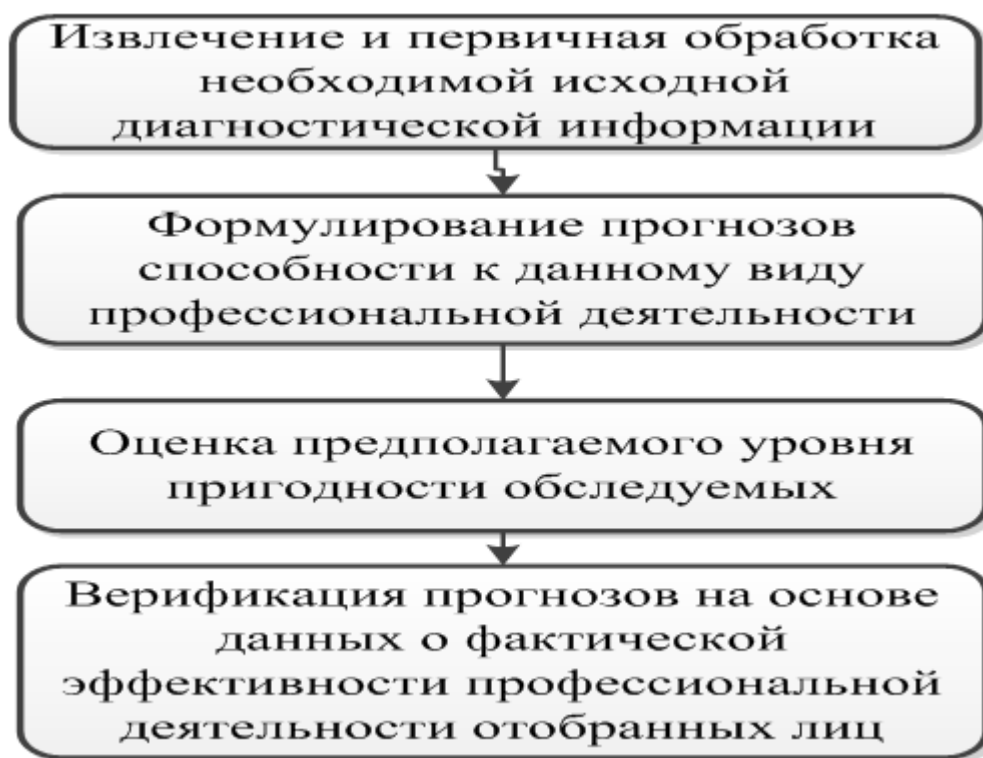 Извлечение и первичная обработка
необходимой исходной
диагностической информации
Формулирование прогнозов
способности к данному виду
профессиональной деятельности
Оценка предполагаемого уровня
пригодности обследуемых
Верификация прогнозов на основе
данных о фактической
эффективности профессиональной
деятельности отобранных лиц